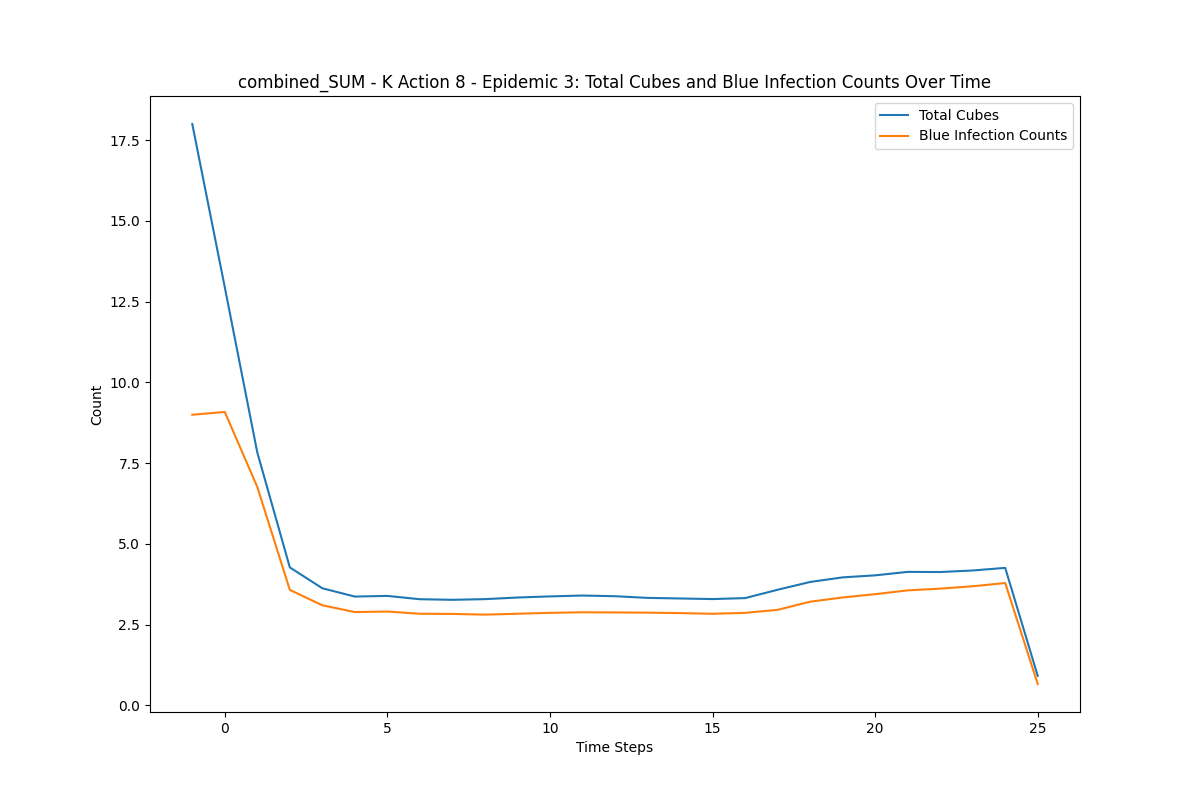 combined_SUM - K Action 8 - Epidemic 3: Total Cubes and Blue Infection Counts Over Time
Total Cubes
Blue Infection Counts
17.5
15.0
12.5
10.0
7.5
5.0
2.5
0.0
Count
0 5 10 15 20 25
Time Steps